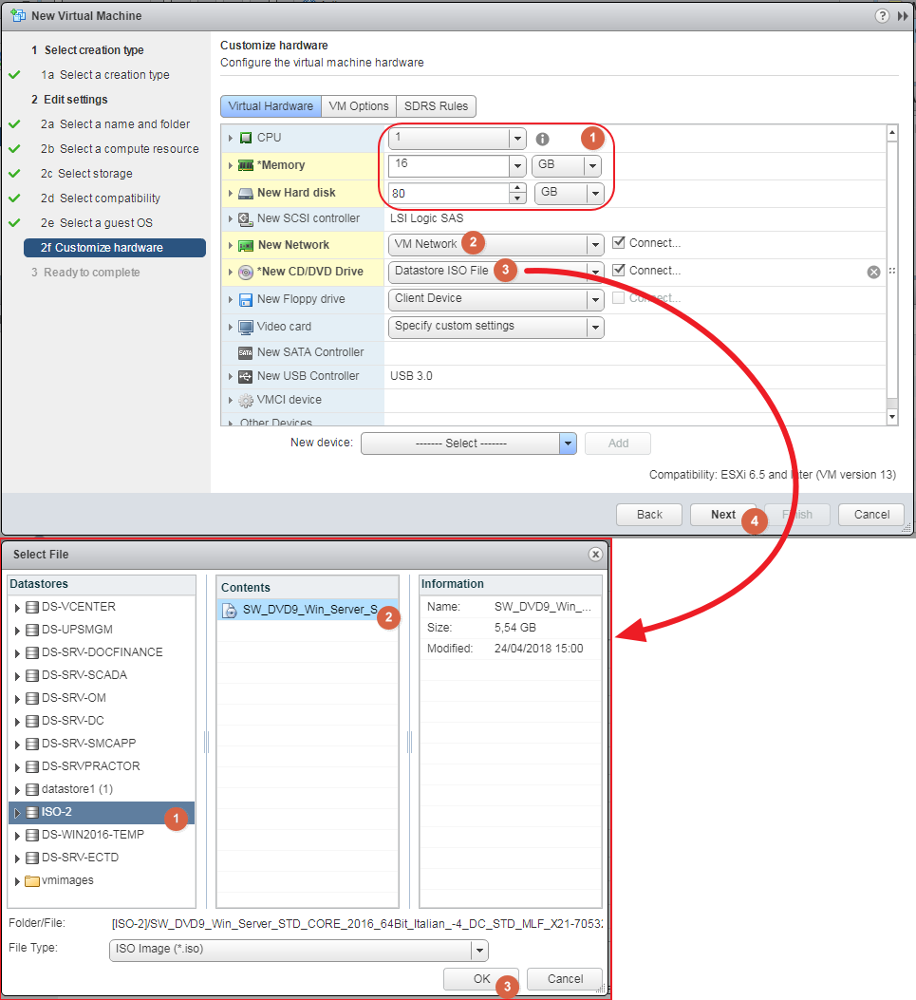 New Virtual Machine
1 Select creation type
1a Select a creation type
2 Edit settings
2a Select a name and folder
2b Select a compute resource
2c Select storage
2d Select compatibility
2e Select a guest OS
2f Customize hardware
3 Ready to complete
Customize hardware
Configure the virtual machine hardware
Virtual Hardware VM Options SDRS Rules
CPU 1 1
*Memory 16 GB
New Hard disk 80 GB
New SCSI controller LSI Logic SAS
New Network VM Network 2 Connect...
*New CD/DVD Drive Datastore ISO File 3 Connect...
New Floppy drive Client Device Connect...
Video card Specify custom settings
SATA New SATA Controller
New USB Controller USB 3.0
VMCI device
Other Devices
New device: ------- Select ------- Add
Compatibility: ESXi 6.5 and later (VM version 13)
Back Next 4 Finish Cancel
Select File
Datastores
DS-VCENTER
DS-UPSMGM
DS-SRV-DOCFINANCE
DS-SRV-SCADA
DS-SRV-OM
DS-SRV-DC
DS-SRV-SMCAPP
DS-SRVPRACTOR
datastore1 (1)
ISO-2 1
DS-WIN2016-TEMP
DS-SRV-ECTD
vmimages
Contents
SW_DVD9_Win_Server_S 2
Information
Name: SW_DVD9_Win_...
Size: 5,54 GB
Modified: 24/04/2018 15:00
Folder/File: [ISO-2]/SW_DVD9_Win_Server_STD_CORE_2016_64Bit_Italian_-4_DC_STD_MLF_X21-7053
File Type: ISO Image (*.iso)
OK 3 Cancel